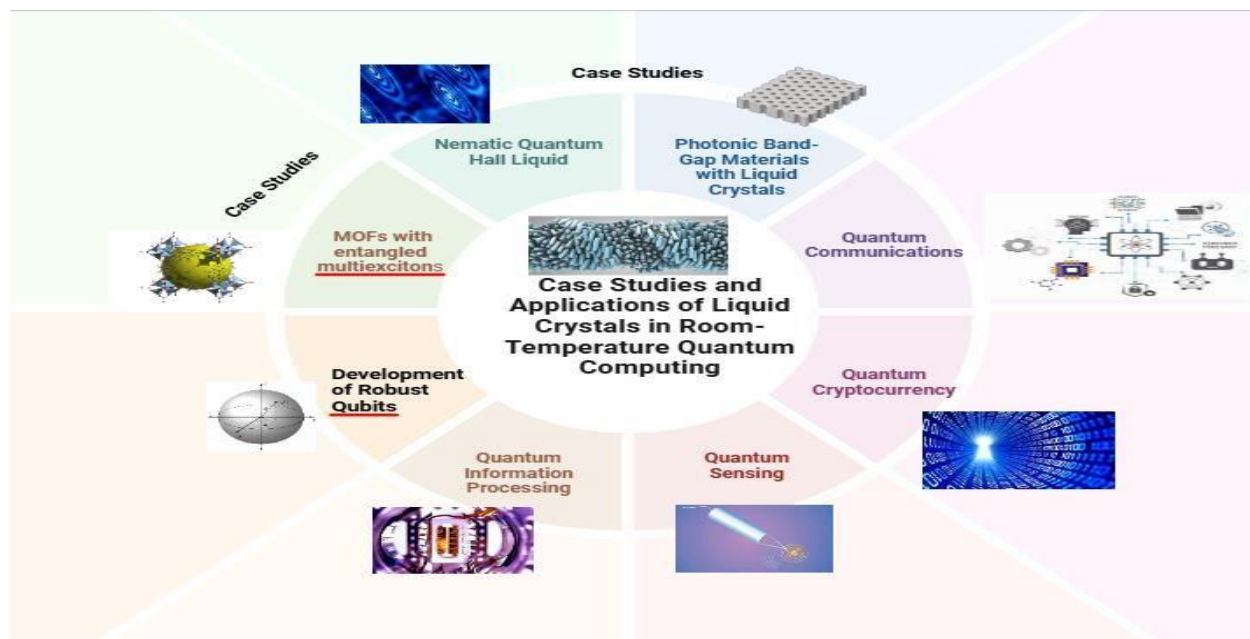 Case Studies
Nematic Quantum
Hall Liquid
Photonic Band-
Gap Materials
with Liquid
Crystals
Case Studies
MOFs with
entangled
multiexcitons
Quantum
Communications
Case Studies and
Applications of Liquid
Crystals in Room-
Temperature Quantum
Computing
Development
of Robust
Qubits
Quantum
Cryptocurrency
Quantum
Information
Processing
Quantum
Sensing